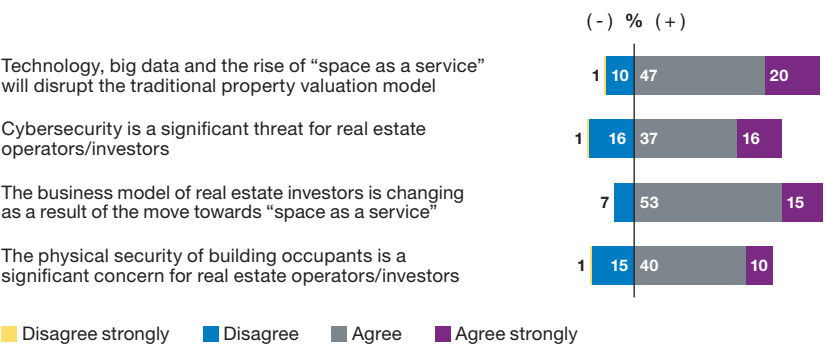 ( - ) % ( + )
Technology, big data and the rise of “space as a service”
will disrupt the traditional property valuation model
1 10 47 20
Cybersecurity is a significant threat for real estate
operators/investors
1 16 37 16
The business model of real estate investors is changing
as a result of the move towards “space as a service”
7 53 15
The physical security of building occupants is a
significant concern for real estate operators/investors
1 15 40 10
Disagree strongly Disagree Agree Agree strongly